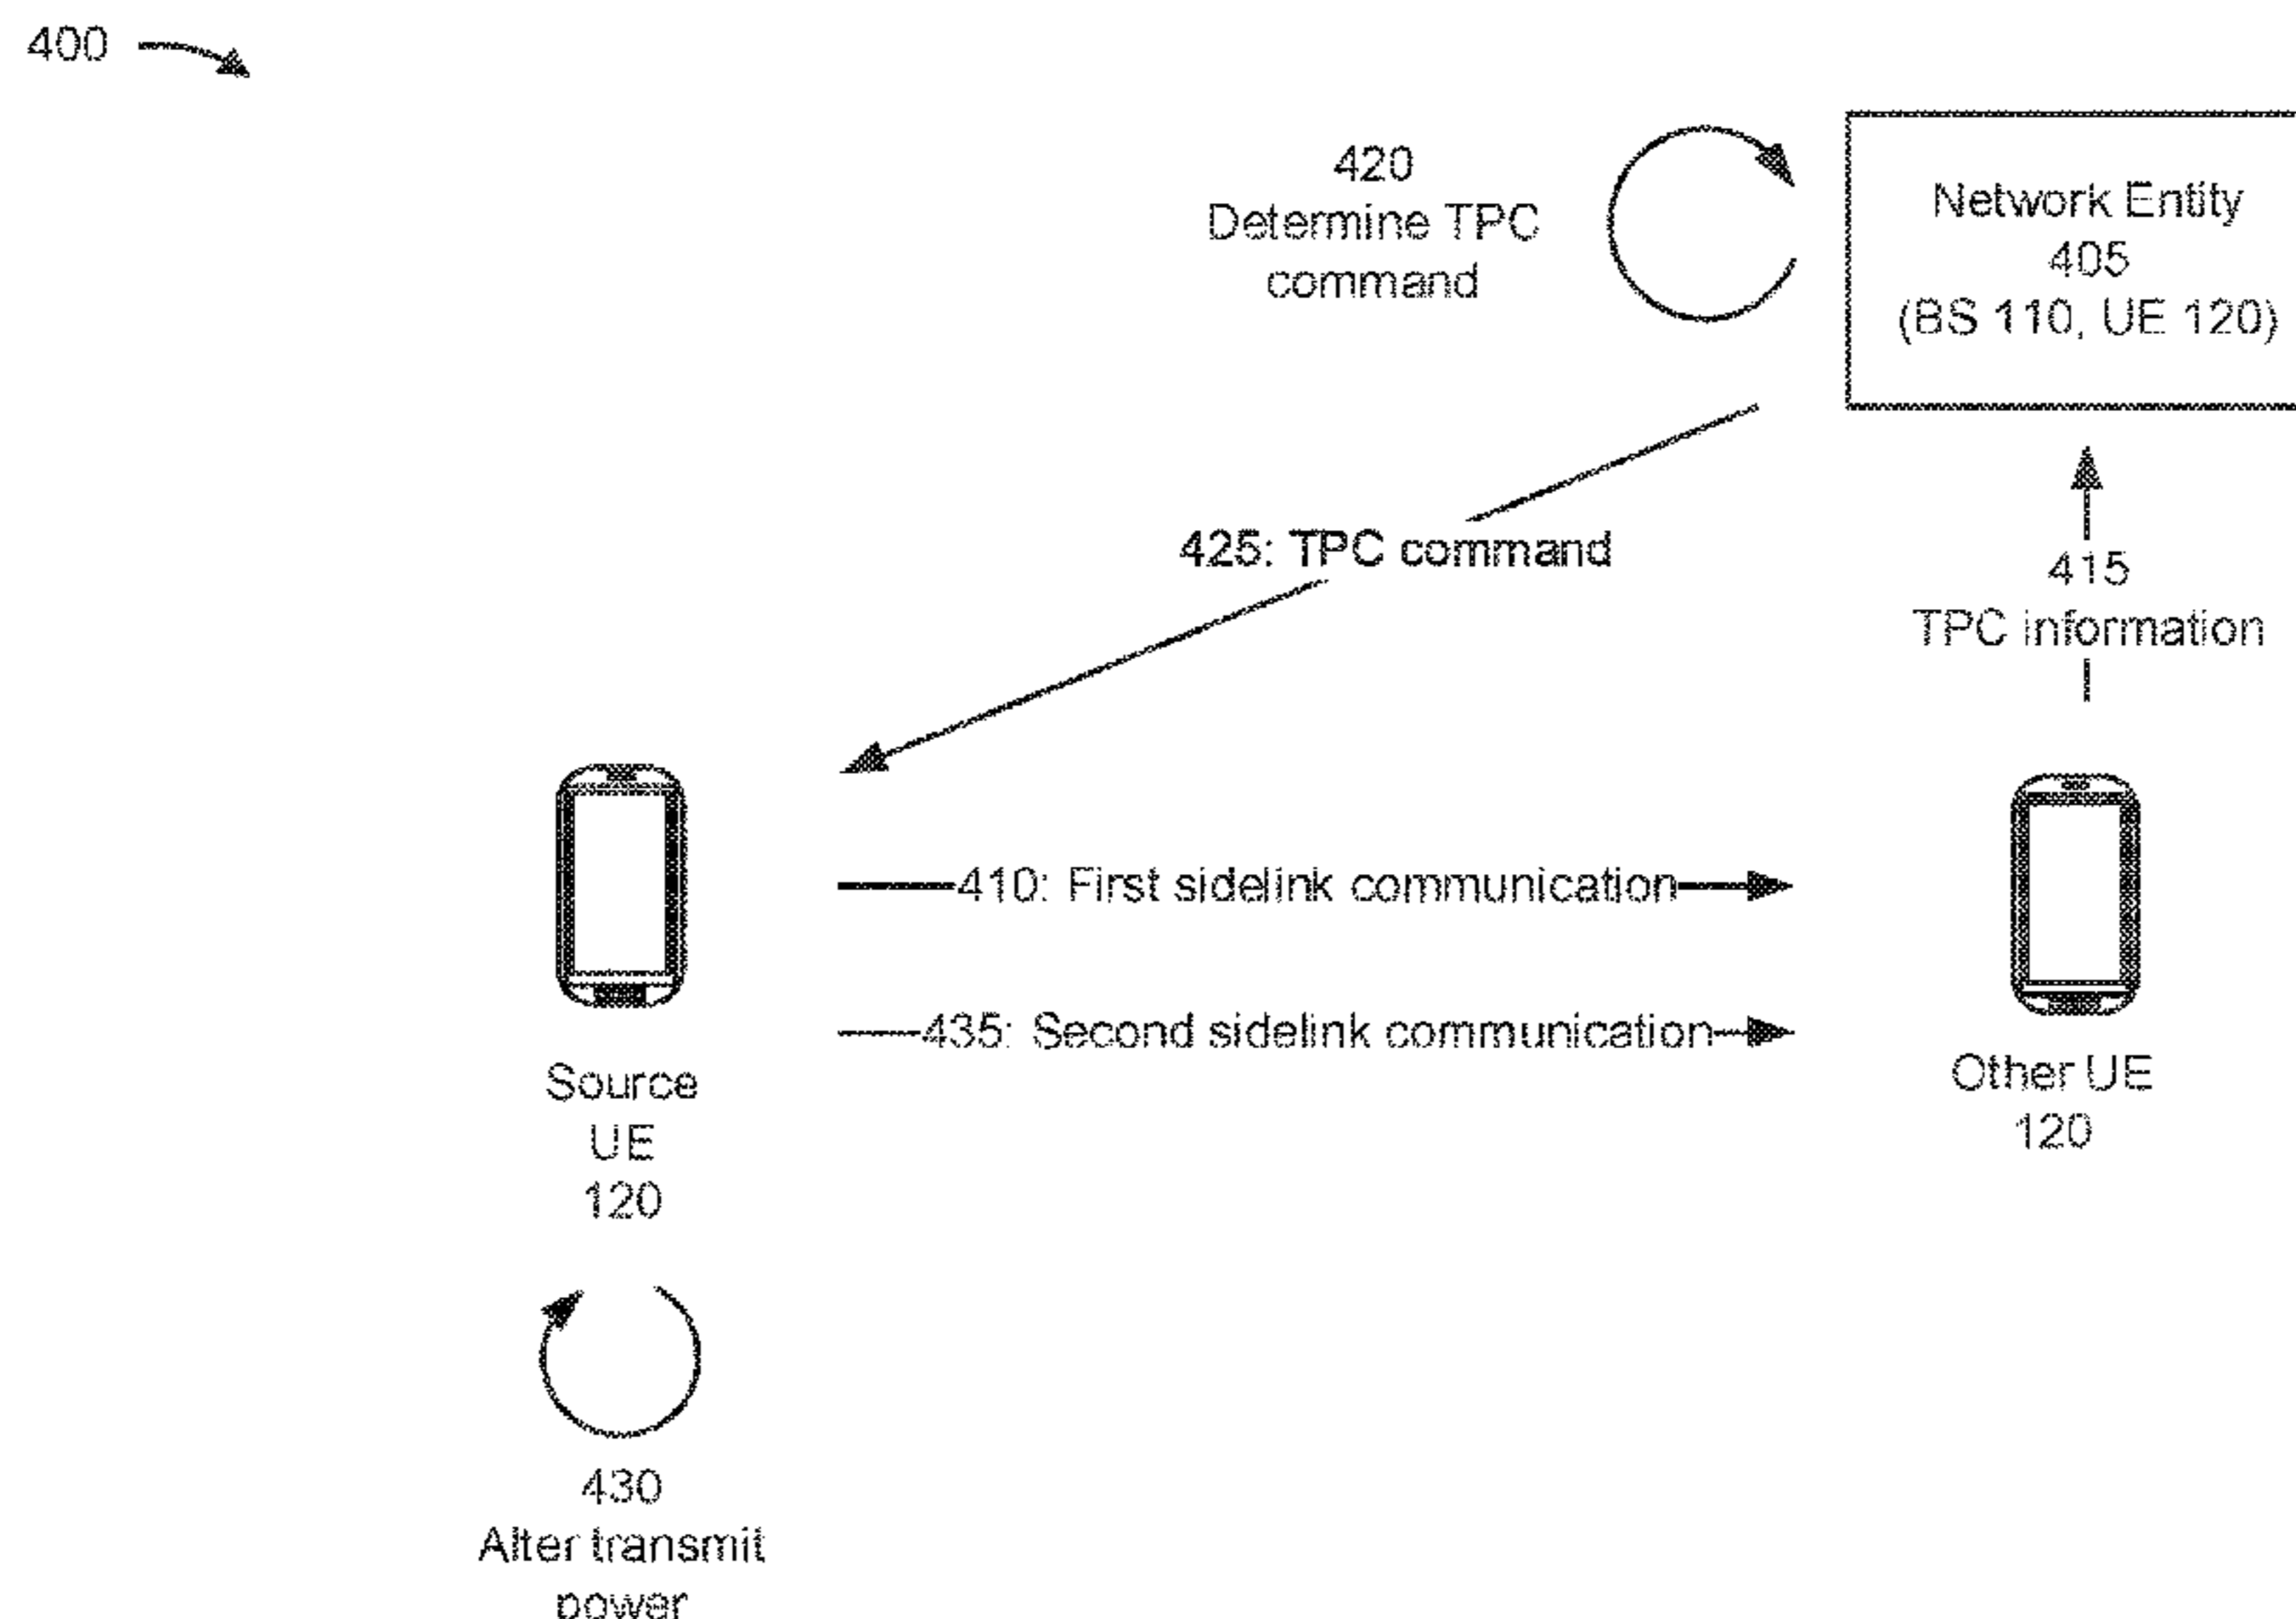 400
420
Determine TPC
command
Network Entity
405
(BS 110, UE 120)
425: TPC command
415
TPC information
410: First sidelink communication
435: Second sidelink communication
Source
UE
120
Other UE
120
430
Alter transmit
power